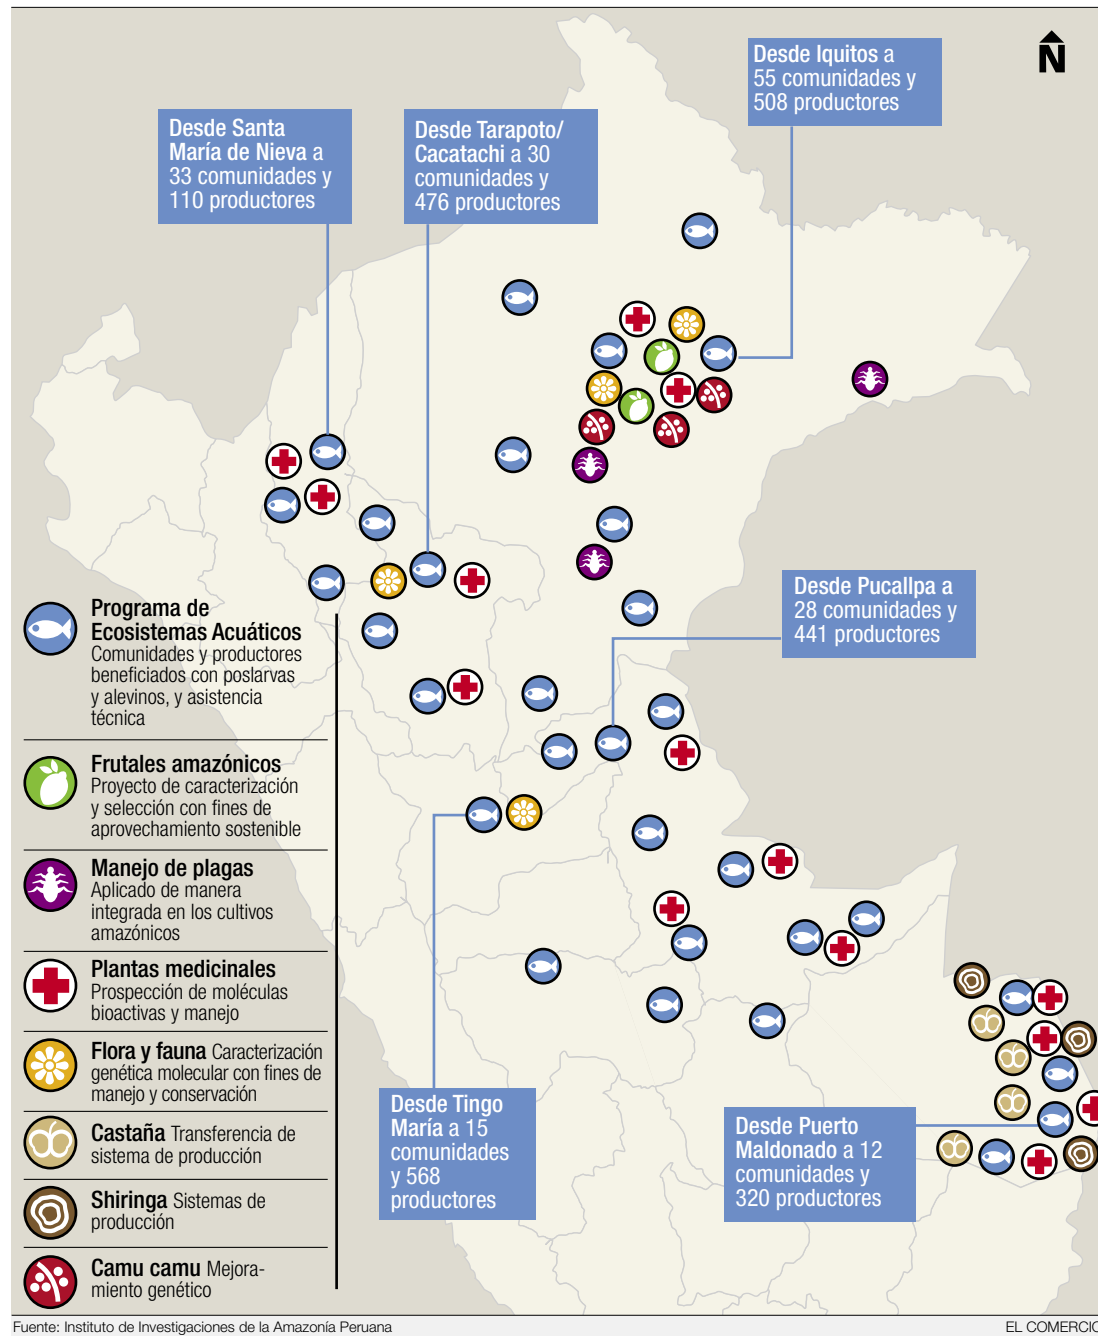 N
Desde Iquitos a
55 comunidades y
508 productores
Desde Santa
María de Nieva a
33 comunidades y
110 productores
Desde Tarapoto/
Cacatachi a 30
comunidades y
476 productores
Desde Pucallpa a
28 comunidades y
441 productores
Programa de
Ecosistemas Acuáticos
Comunidades y productores
beneficiados con poslarvas
y alevinos, y asistencia
técnica
Frutales amazónicos
Proyecto de caracterización
y selección con fines de
aprovechamiento sostenible
Manejo de plagas
Aplicado de manera
integrada en los cultivos
amazónicos
Plantas medicinales
Prospección de moléculas
bioactivas y manejo
Flora y fauna Caracterización
genética molecular con fines de
manejo y conservación
Castaña Transferencia de
sistema de producción
Shiringa Sistemas de
producción
Camu camu Mejora-
miento genético
Desde Tingo
María a 15
comunidades
y 568
productores
Desde Puerto
Maldonado a 12
comunidades y
320 productores
Fuente: Instituto de Investigaciones de la Amazonía Peruana
EL COMERCIO